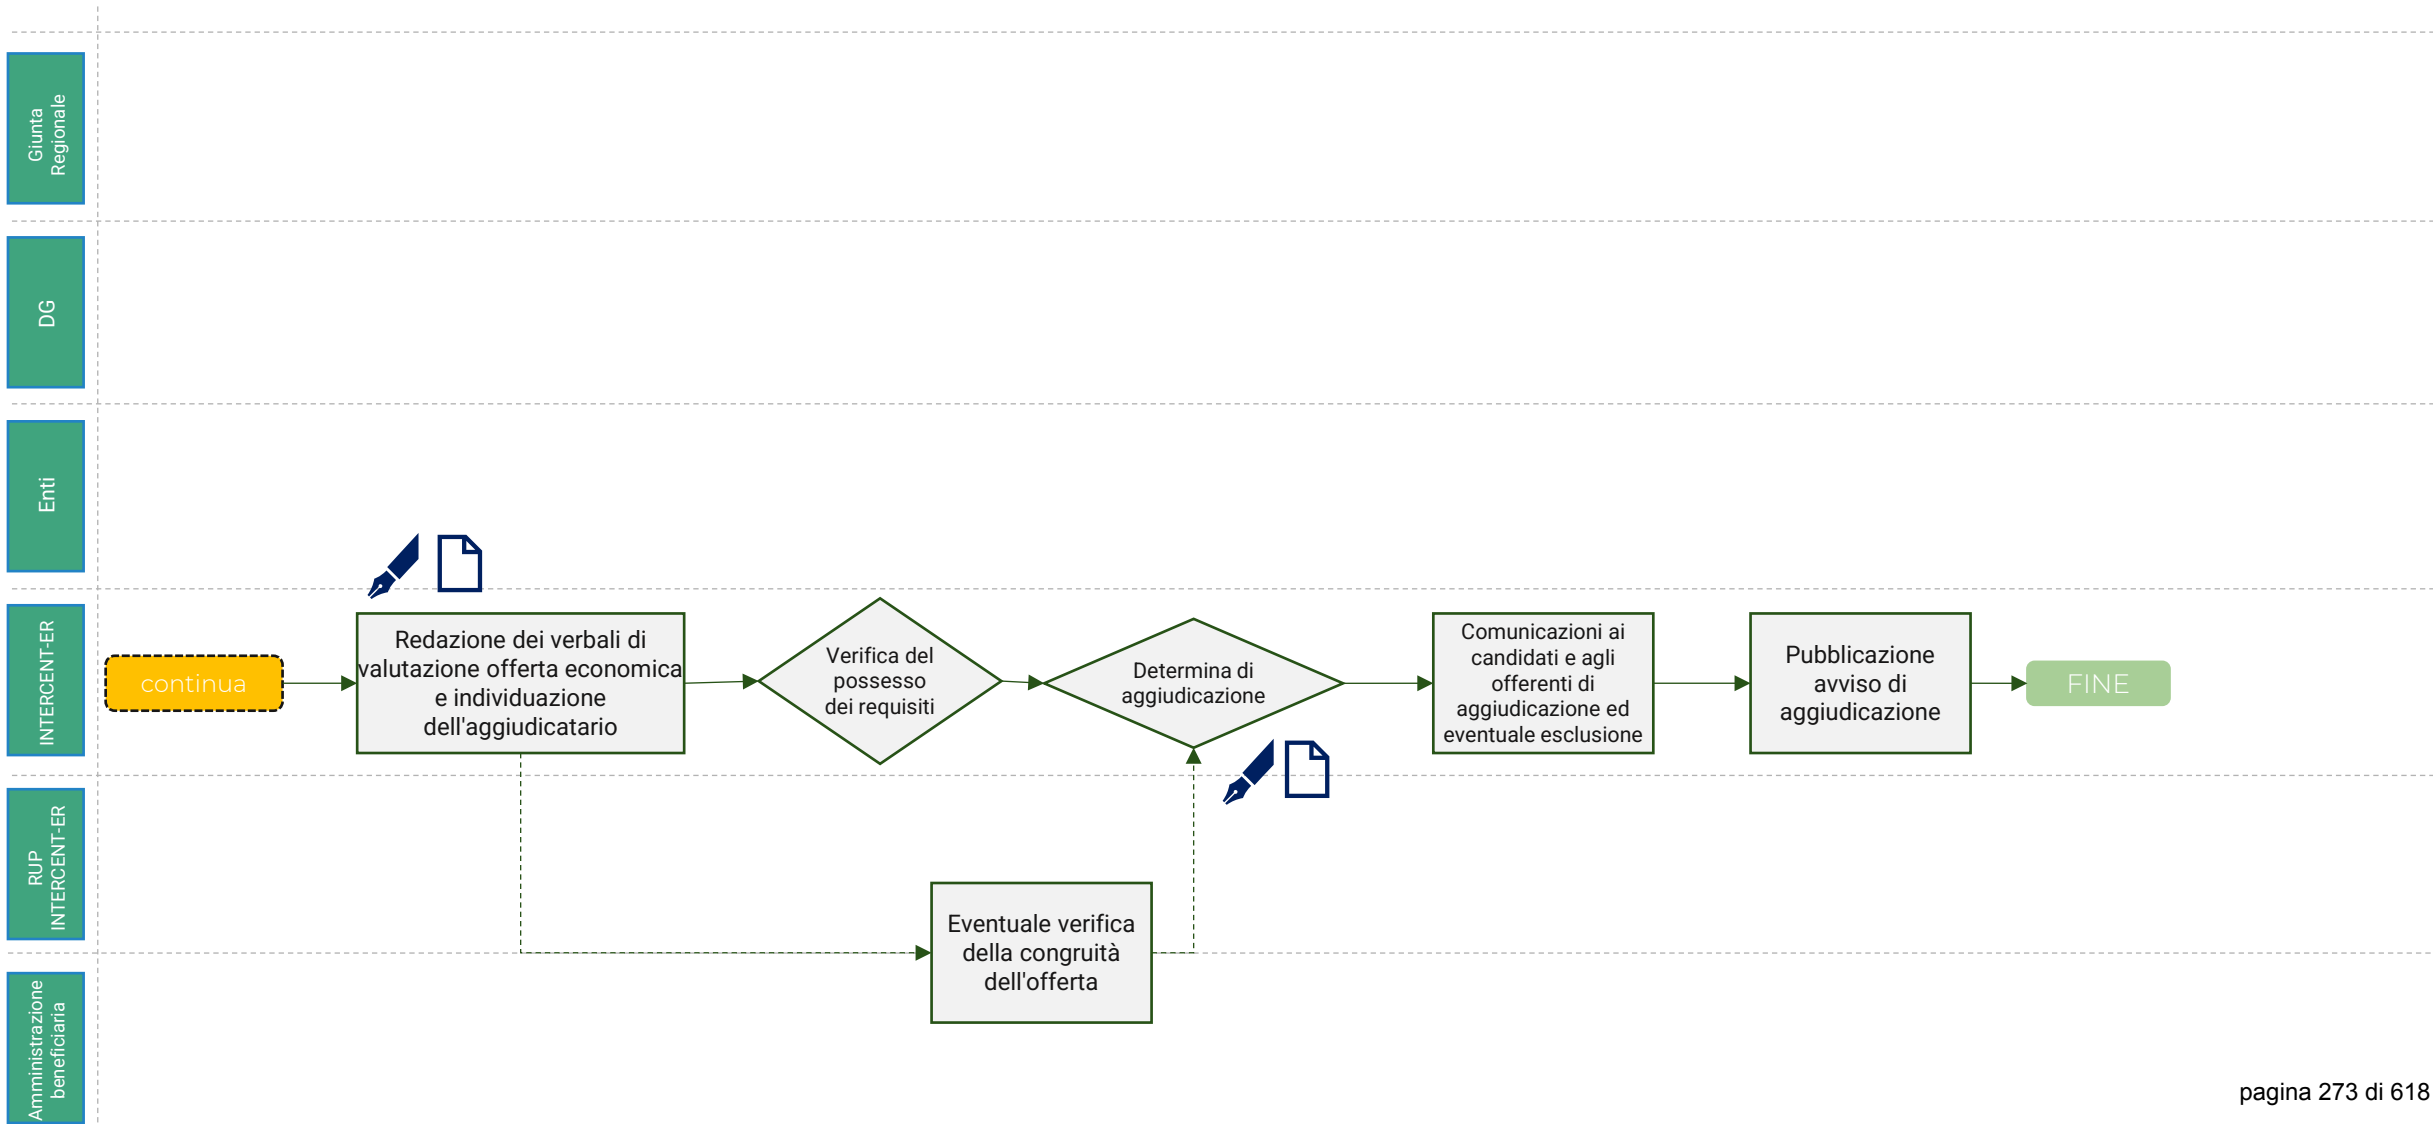 Giunta
Regionale
DG
Enti
INTERCENT-ER
continua
Redazione dei verbali di
valutazione offerta economica
e individuazione
dell'aggiudicatario
Verifica del
possesso
dei requisiti
Determina di
aggiudicazione
Comunicazioni ai
candidati e agli
offerenti di
aggiudicazione ed
eventuale esclusione
Pubblicazione
avviso di
aggiudicazione
FINE
RUP
INTERCENT-ER
Eventuale verifica
della congruità
dell'offerta
Amministrazione
beneficiaria
pagina 273 di 618